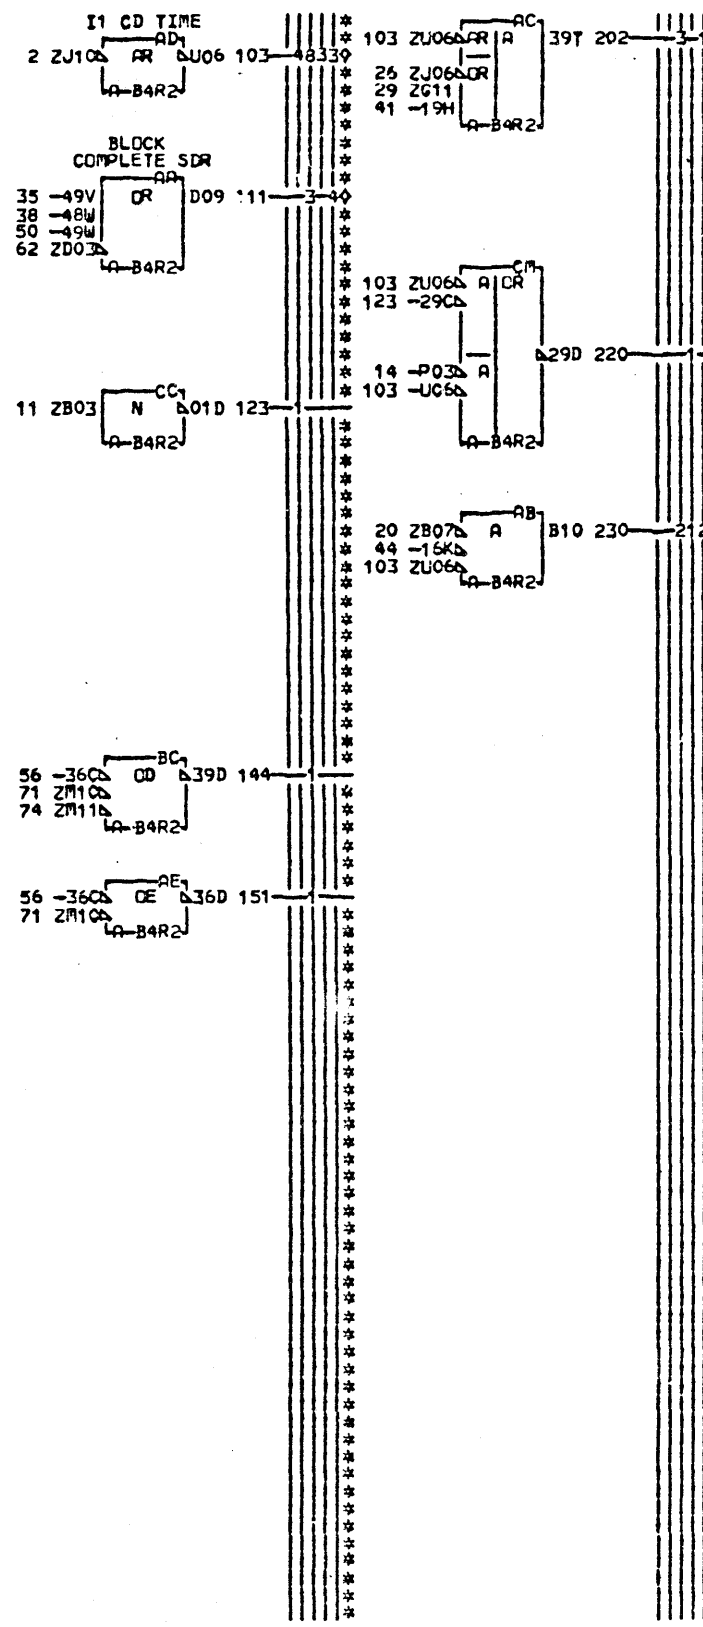 I1 CD TIME
AD
2 ZJ10 AR U06 103 4833
A-B4R2
BLOCK
COMPLETE SDR
AA
35 -49V OR D09 111 3-4
38 -48W
50 -49W
62 ZD03
A-B4R2
CC
11 ZB03 N 01D 123 1
A-B4R2
BC
56 -36C OD 39D 144 1
71 ZM10
74 ZM11
A-B4R2
AE
56 -36C OE 36D 151 1
71 ZM10
A-B4R2
AC
103 ZU06 AR A 39T 202 3-1
26 ZJ06 OR
29 ZG11
41 -19H
A-B4R2
CM
103 ZU06 A OR
123 -29C
29D 220 1
14 -P03 A
103 -U06
A-B4R2
AB
20 ZB07 A B10 230 212
44 -16K
103 ZU06
A-B4R2